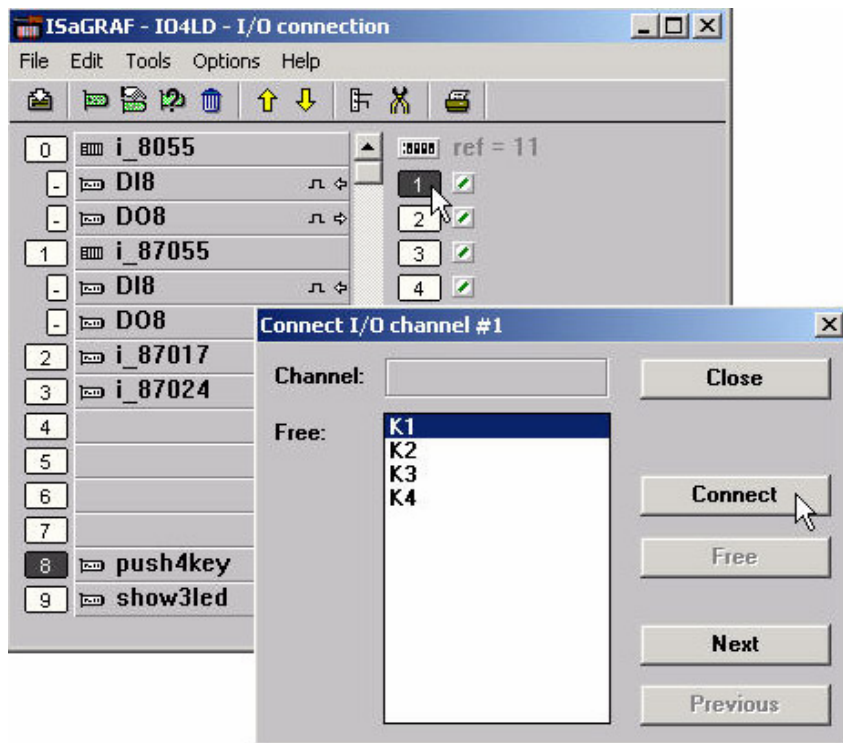 ISaGRAF - IO4LD - I/O connection
File Edit Tools Options Help
0 i_8055
- DI8
- DO8
1 i_87055
- DI8
- DO8
2 i_87017
3 i_87024
4
5
6
7
8 push4key
9 show3led
ref = 11
1
2
3
4
Connect I/O channel #1
Channel:
Close
Free:
K1
K2
K3
K4
Connect
Free
Next
Previous